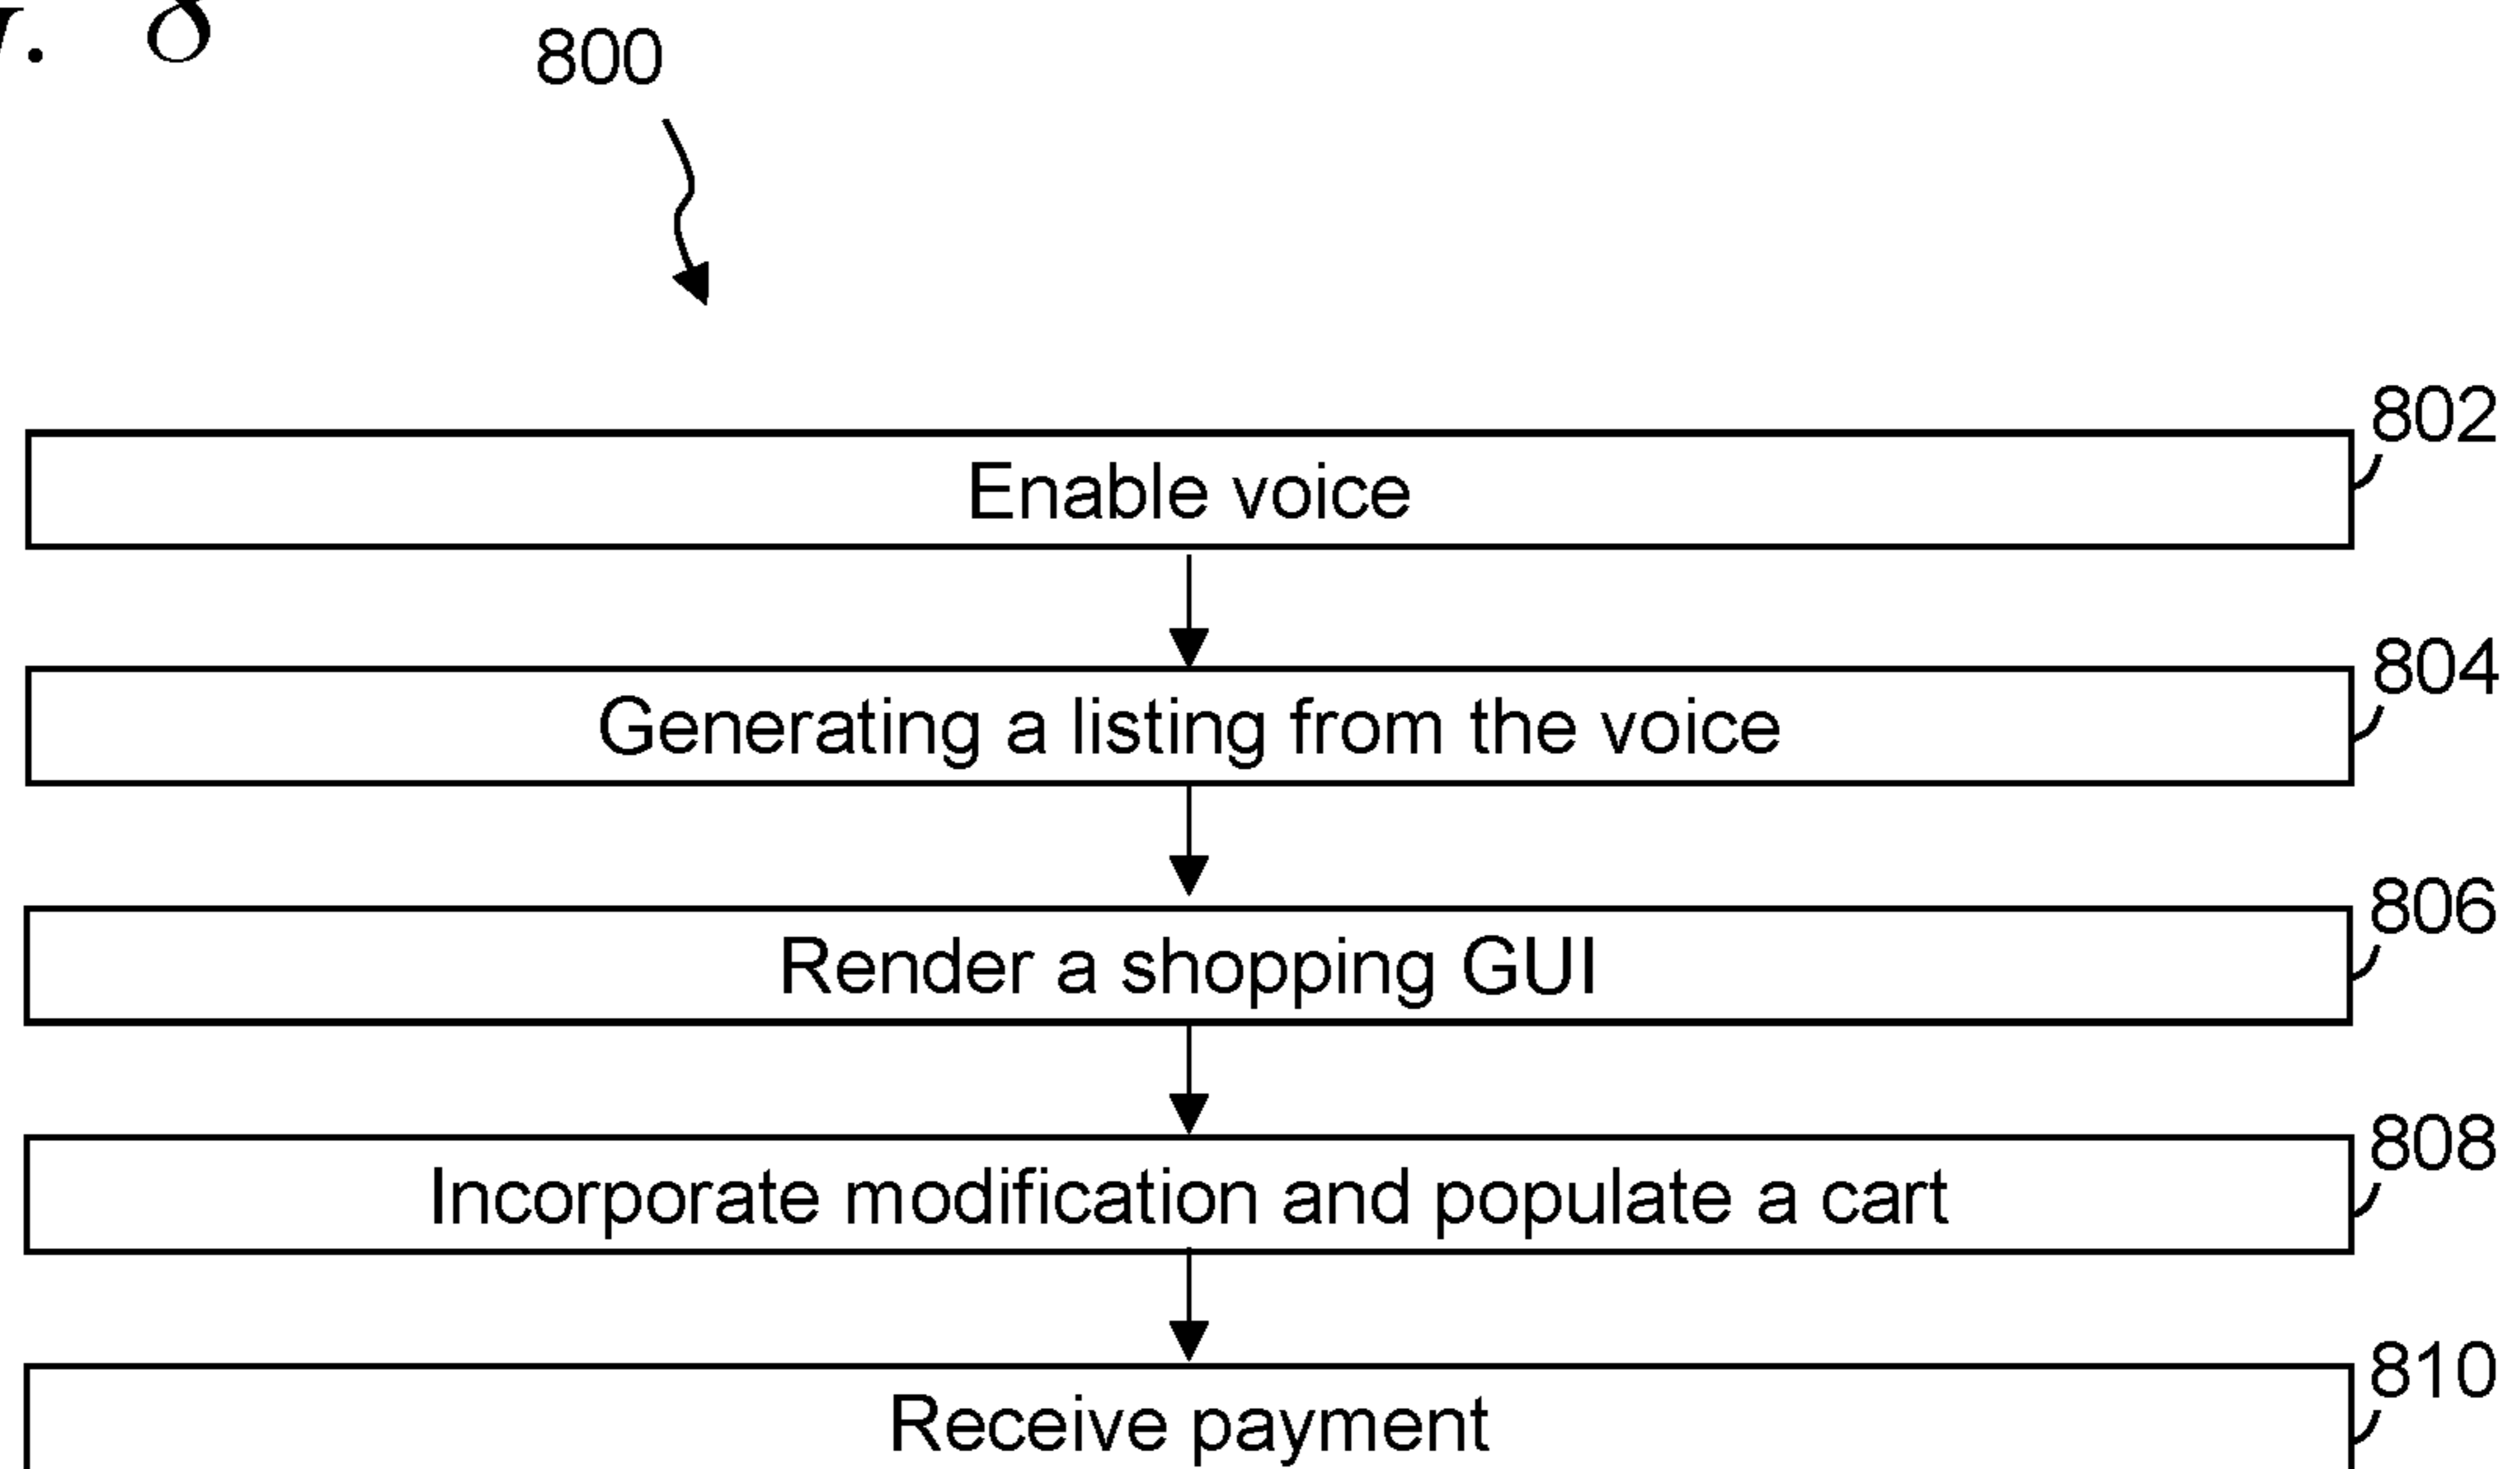 8
800
802
Enable voice
804
Generating a listing from the voice
806
Render a shopping GUI
808
Incorporate modification and populate a cart
810
Receive payment